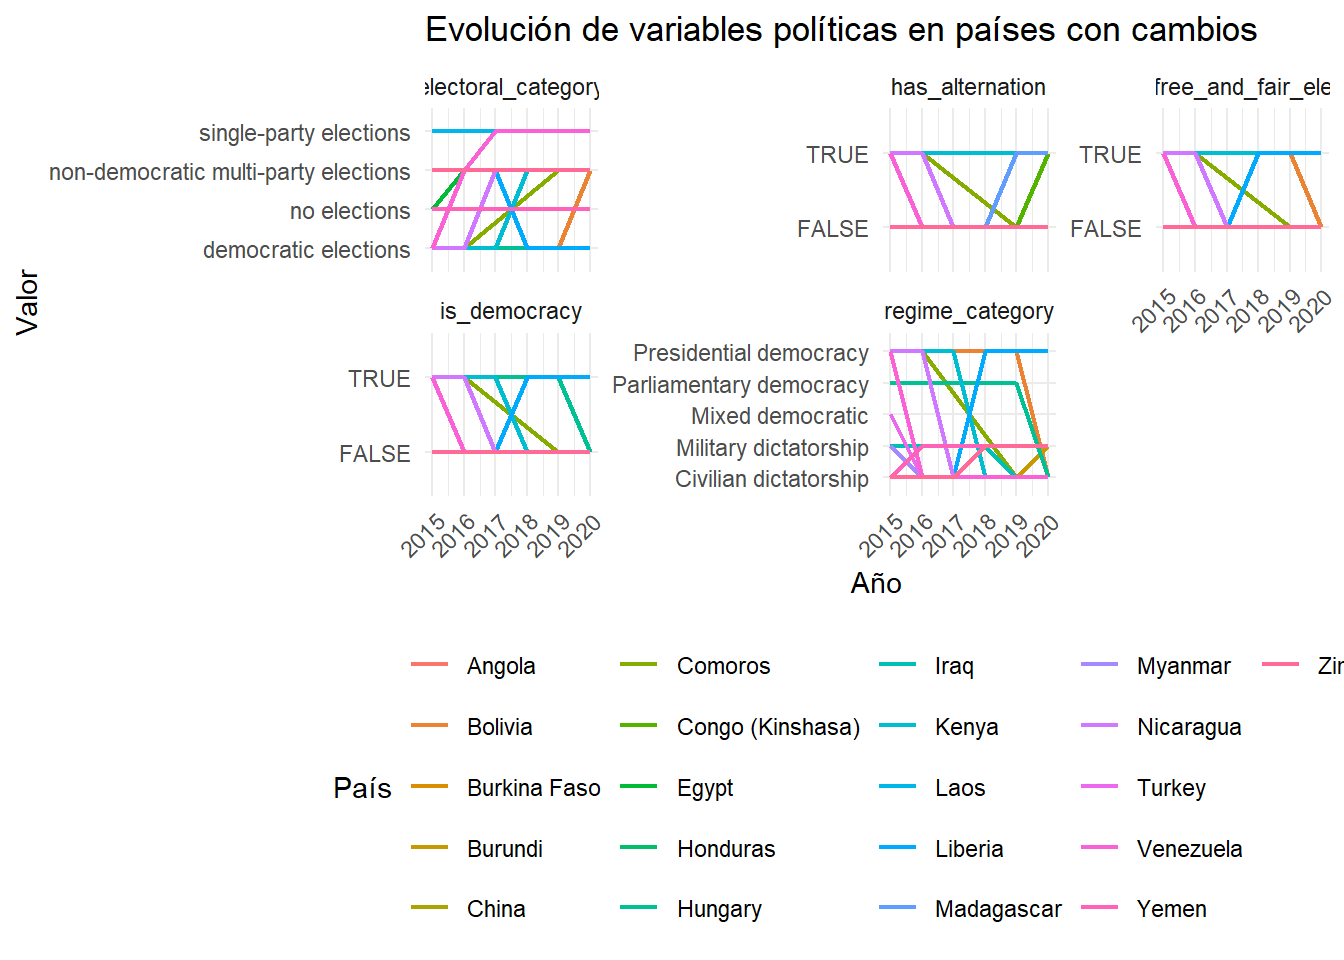 Evolución de variables políticas en países con cambios
electoral_category
has_alternation
free_and_fair_ele
single-party elections
non-democratic multi-party elections
no elections
democratic elections
TRUE
FALSE
TRUE
FALSE
2015 2016 2017 2018 2019 2020
Valor
is_democracy
regime_category
TRUE
FALSE
Presidential democracy
Parliamentary democracy
Mixed democratic
Military dictatorship
Civilian dictatorship
2015 2016 2017 2018 2019 2020
2015 2016 2017 2018 2019 2020
Año
País
Angola
Bolivia
Burkina Faso
Burundi
China
Comoros
Congo (Kinshasa)
Egypt
Honduras
Hungary
Iraq
Kenya
Laos
Liberia
Madagascar
Myanmar
Nicaragua
Turkey
Venezuela
Yemen